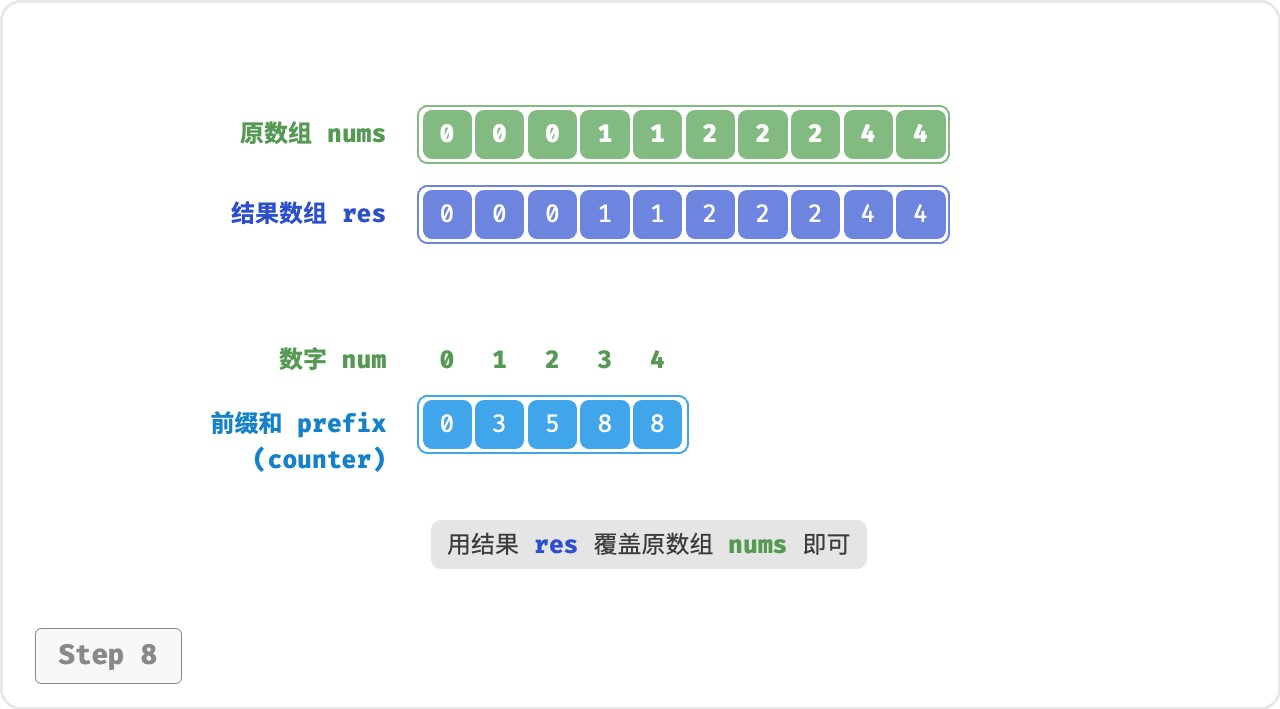 原数组 nums 0 0 0 1 1 2 2 2 4 4
结果数组 res 0 0 0 1 1 2 2 2 4 4
数字 num 0 1 2 3 4
前缀和 prefix 0 3 5 8 8
(counter)
用结果 res 覆盖原数组 nums 即可
Step 8